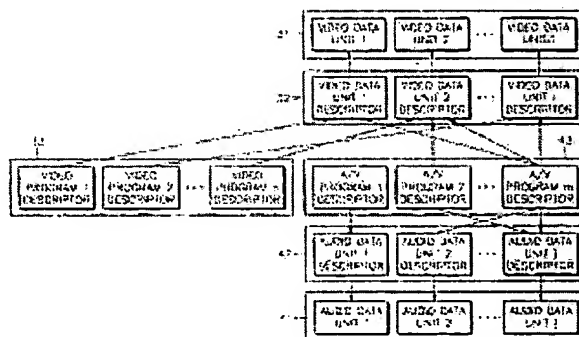 VIDEO DATA
UNIT 1
VIDEO DATA
UNIT 2
VIDEO DATA
VIDEO DATA
UNIT 1
DESCRIPTOR
VIDEO DATA
UNIT 2
DESCRIPTOR
VIDEO DATA
UNIT
DESCRIPTOR
VIDEO
PROGRAM 1
DESCRIPTOR
VIDEO
PROGRAM 2
DESCRIPTOR
VIDEO
PROGRAM
DESCRIPTOR
A/V
PROGRAM 1
DESCRIPTOR
A/V
PROGRAM 2
DESCRIPTOR
A/V
PROGRAM m
DESCRIPTOR
AUDIO DATA
UNIT 1
DESCRIPTOR
AUDIO DATA
UNIT 2
DESCRIPTOR
AUDIO DATA
UNIT
DESCRIPTOR
AUDIO DATA
UNIT
AUDIO DATA
UNIT 2
AUDIO DATA
UNIT